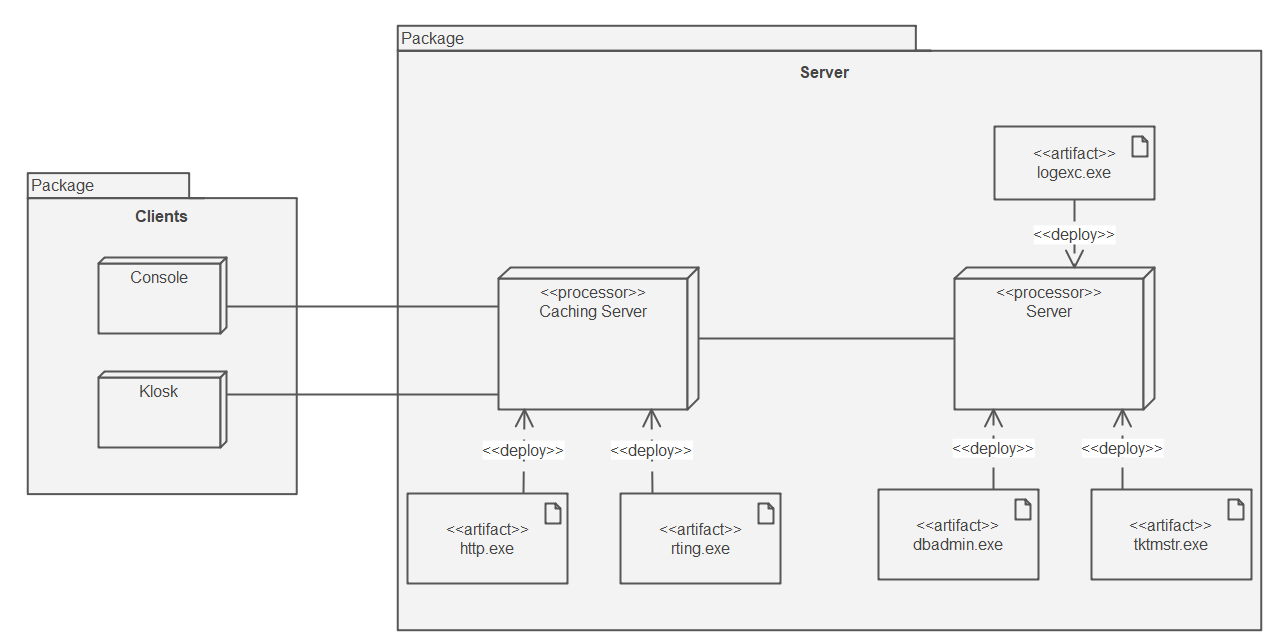 Package
Server
<<artifact>>
logexc.exe
<<deploy>>
Package
Clients
Console
Klosk
<<processor>>
Caching Server
<<processor>>
Server
<<deploy>>
<<deploy>>
<<deploy>>
<<deploy>>
<<artifact>>
http.exe
<<artifact>>
rting.exe
<<artifact>>
dbadmin.exe
<<artifact>>
tktmstr.exe